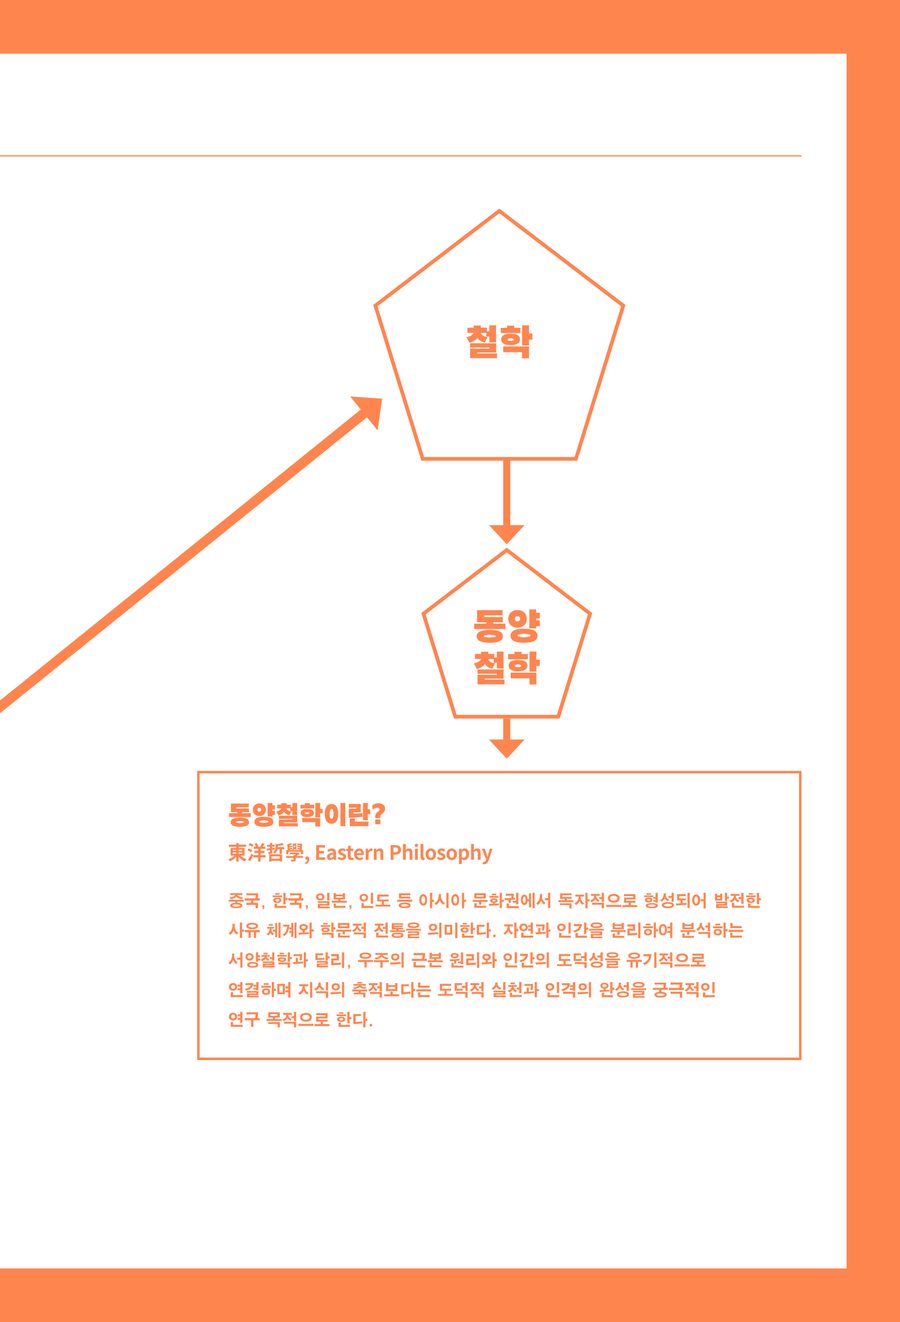 철학
동양
철학
동양철학이란?
東洋哲學, Eastern Philosophy
중국, 한국, 일본, 인도 등 아시아 문화권에서 독자적으로 형성되어 발전한
사유 체계와 학문적 전통을 의미한다. 자연과 인간을 분리하여 분석하는
서양철학과 달리, 우주의 근본 원리와 인간의 도덕성을 유기적으로
연결하며 지식의 축적보다는 도덕적 실천과 인격의 완성을 궁극적인
연구 목적으로 한다.